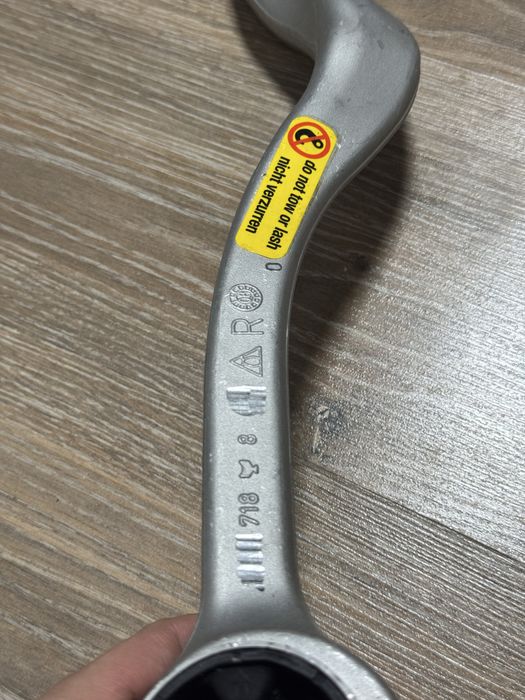 do not tow or lash
nicht verzurren
0
R
718
8